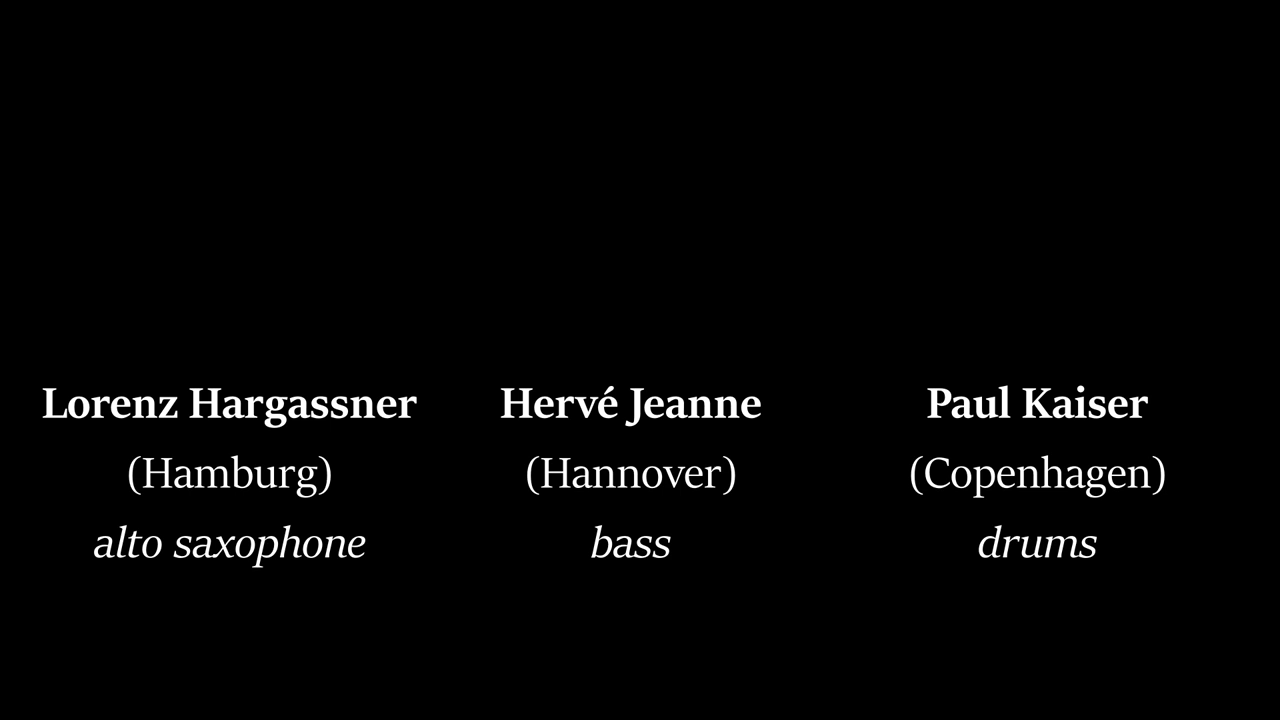 Lorenz Hargassner
(Hamburg)
alto saxophone
Hervé Jeanne
(Hannover)
bass
Paul Kaiser
(Copenhagen)
drums